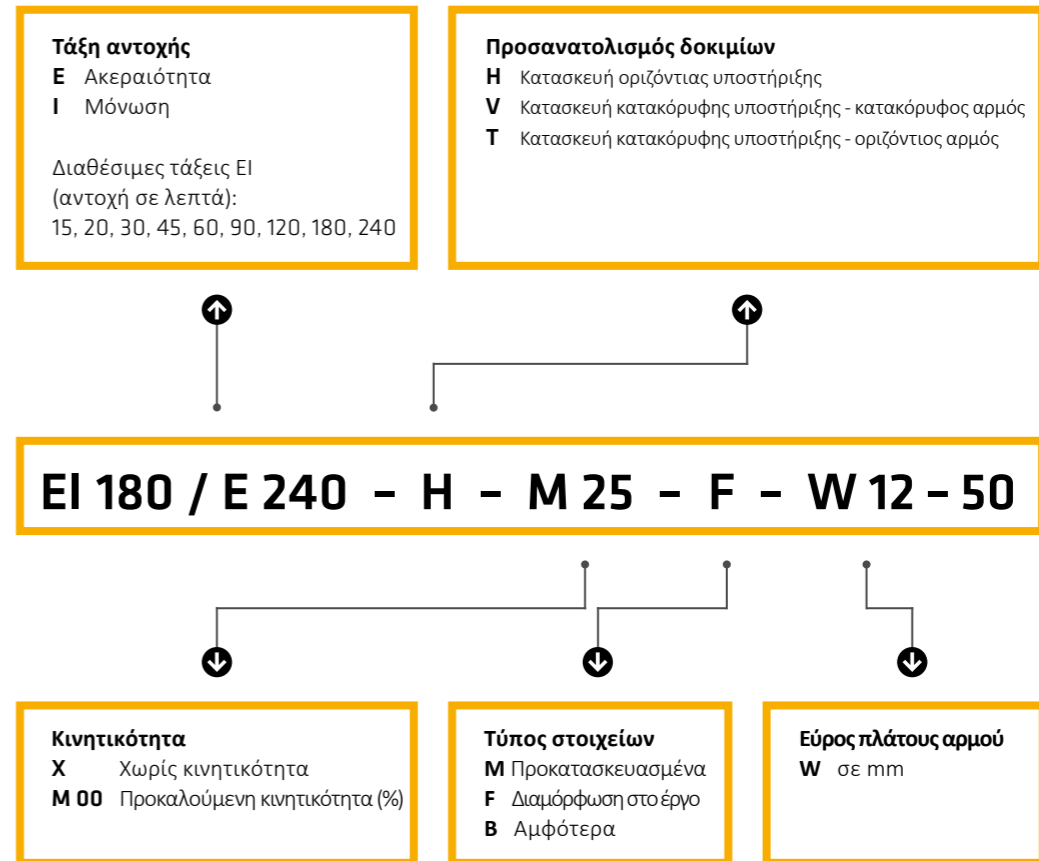 Τάξη αντοχής
E Ακεραιότητα
I Μόνωση
Διαθέσιμες τάξεις EI
(αντοχή σε λεπτά):
15, 20, 30, 45, 60, 90, 120, 180, 240
Προσανατολισμός δοκιμίων
H Κατασκευή οριζόντιας υποστήριξης
V Κατασκευή κατακόρυφης υποστήριξης - κατακόρυφος αρμός
T Κατασκευή κατακόρυφης υποστήριξης - οριζόντιος αρμός
EI 180 / E 240 – H – M 25 – F – W 12 – 50
Κινητικότητα
X Χωρίς κινητικότητα
M 00 Προκαλούμενη κινητικότητα (%)
Τύπος στοιχείων
M Προκατασκευασμένα
F Διαμόρφωση στο έργο
B Αμφότερα
Εύρος πλάτους αρμού
W σε mm